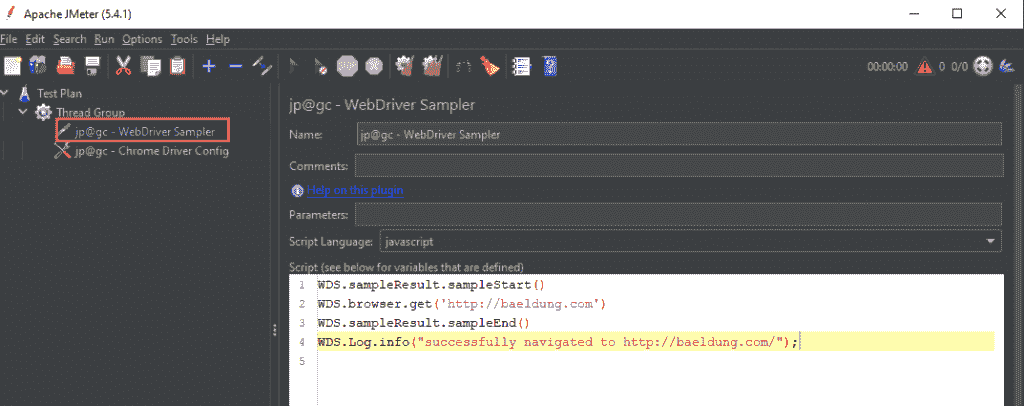 Apache JMeter (5.4.1)
File Edit Search Run Options Tools Help
00:00:00 0 0/0
Test Plan
Thread Group
jp@gc - WebDriver Sampler
jp@gc - Chrome Driver Config
jp@gc - WebDriver Sampler
Name: jp@gc - WebDriver Sampler
Comments:
Help on this plugin
Parameters:
Script Language: javascript
Script (see below for variables that are defined)
1 WDS.sampleResult.sampleStart()
2 WDS.browser.get('http://baeldung.com')
3 WDS.sampleResult.sampleEnd()
4 WDS.Log.info("successfully navigated to http://baeldung.com/");
5